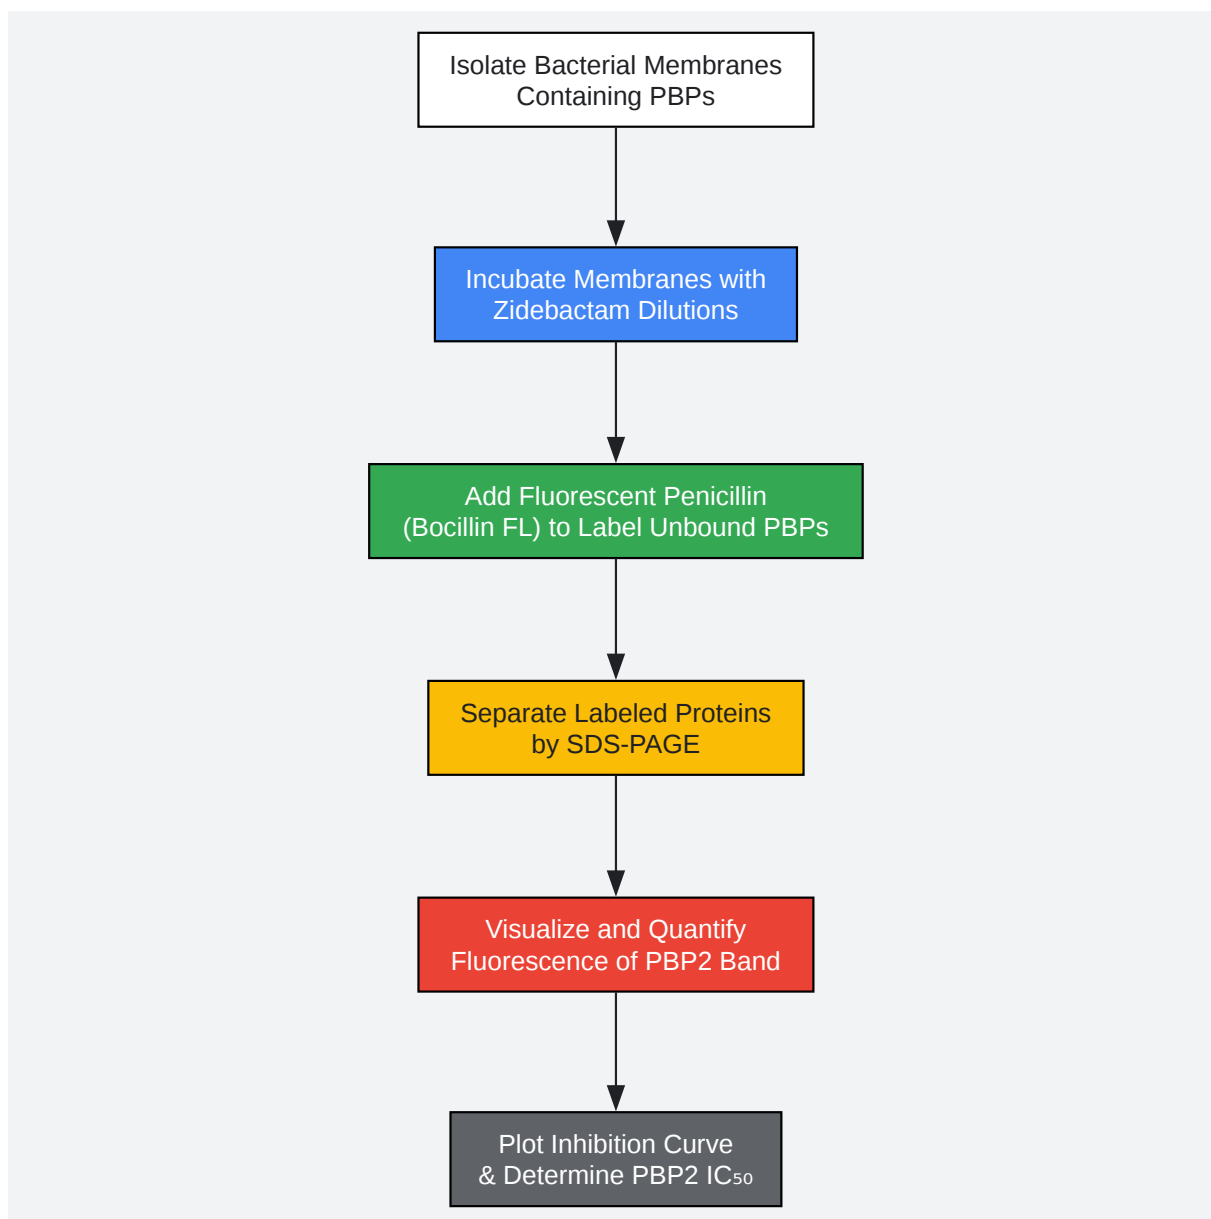 Isolate Bacterial Membranes
Containing PBPs
Incubate Membranes with
Zidebactam Dilutions
Add Fluorescent Penicillin
(Bocillin FL) to Label Unbound PBPs
Separate Labeled Proteins
by SDS-PAGE
Visualize and Quantify
Fluorescence of PBP2 Band
Plot Inhibition Curve
& Determine PBP2 IC₅₀